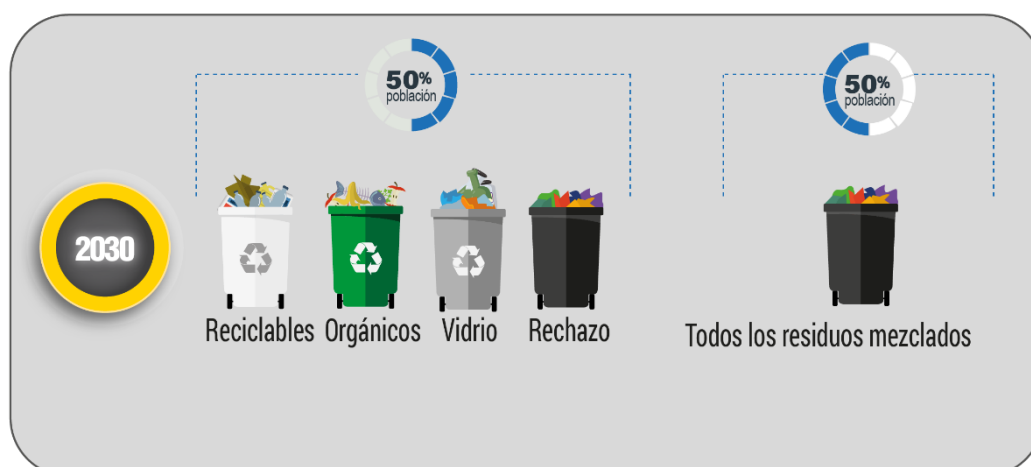 50%
población
50%
población
2030
Reciclables Orgánicos Vidrio Rechazo
Todos los residuos mezclados